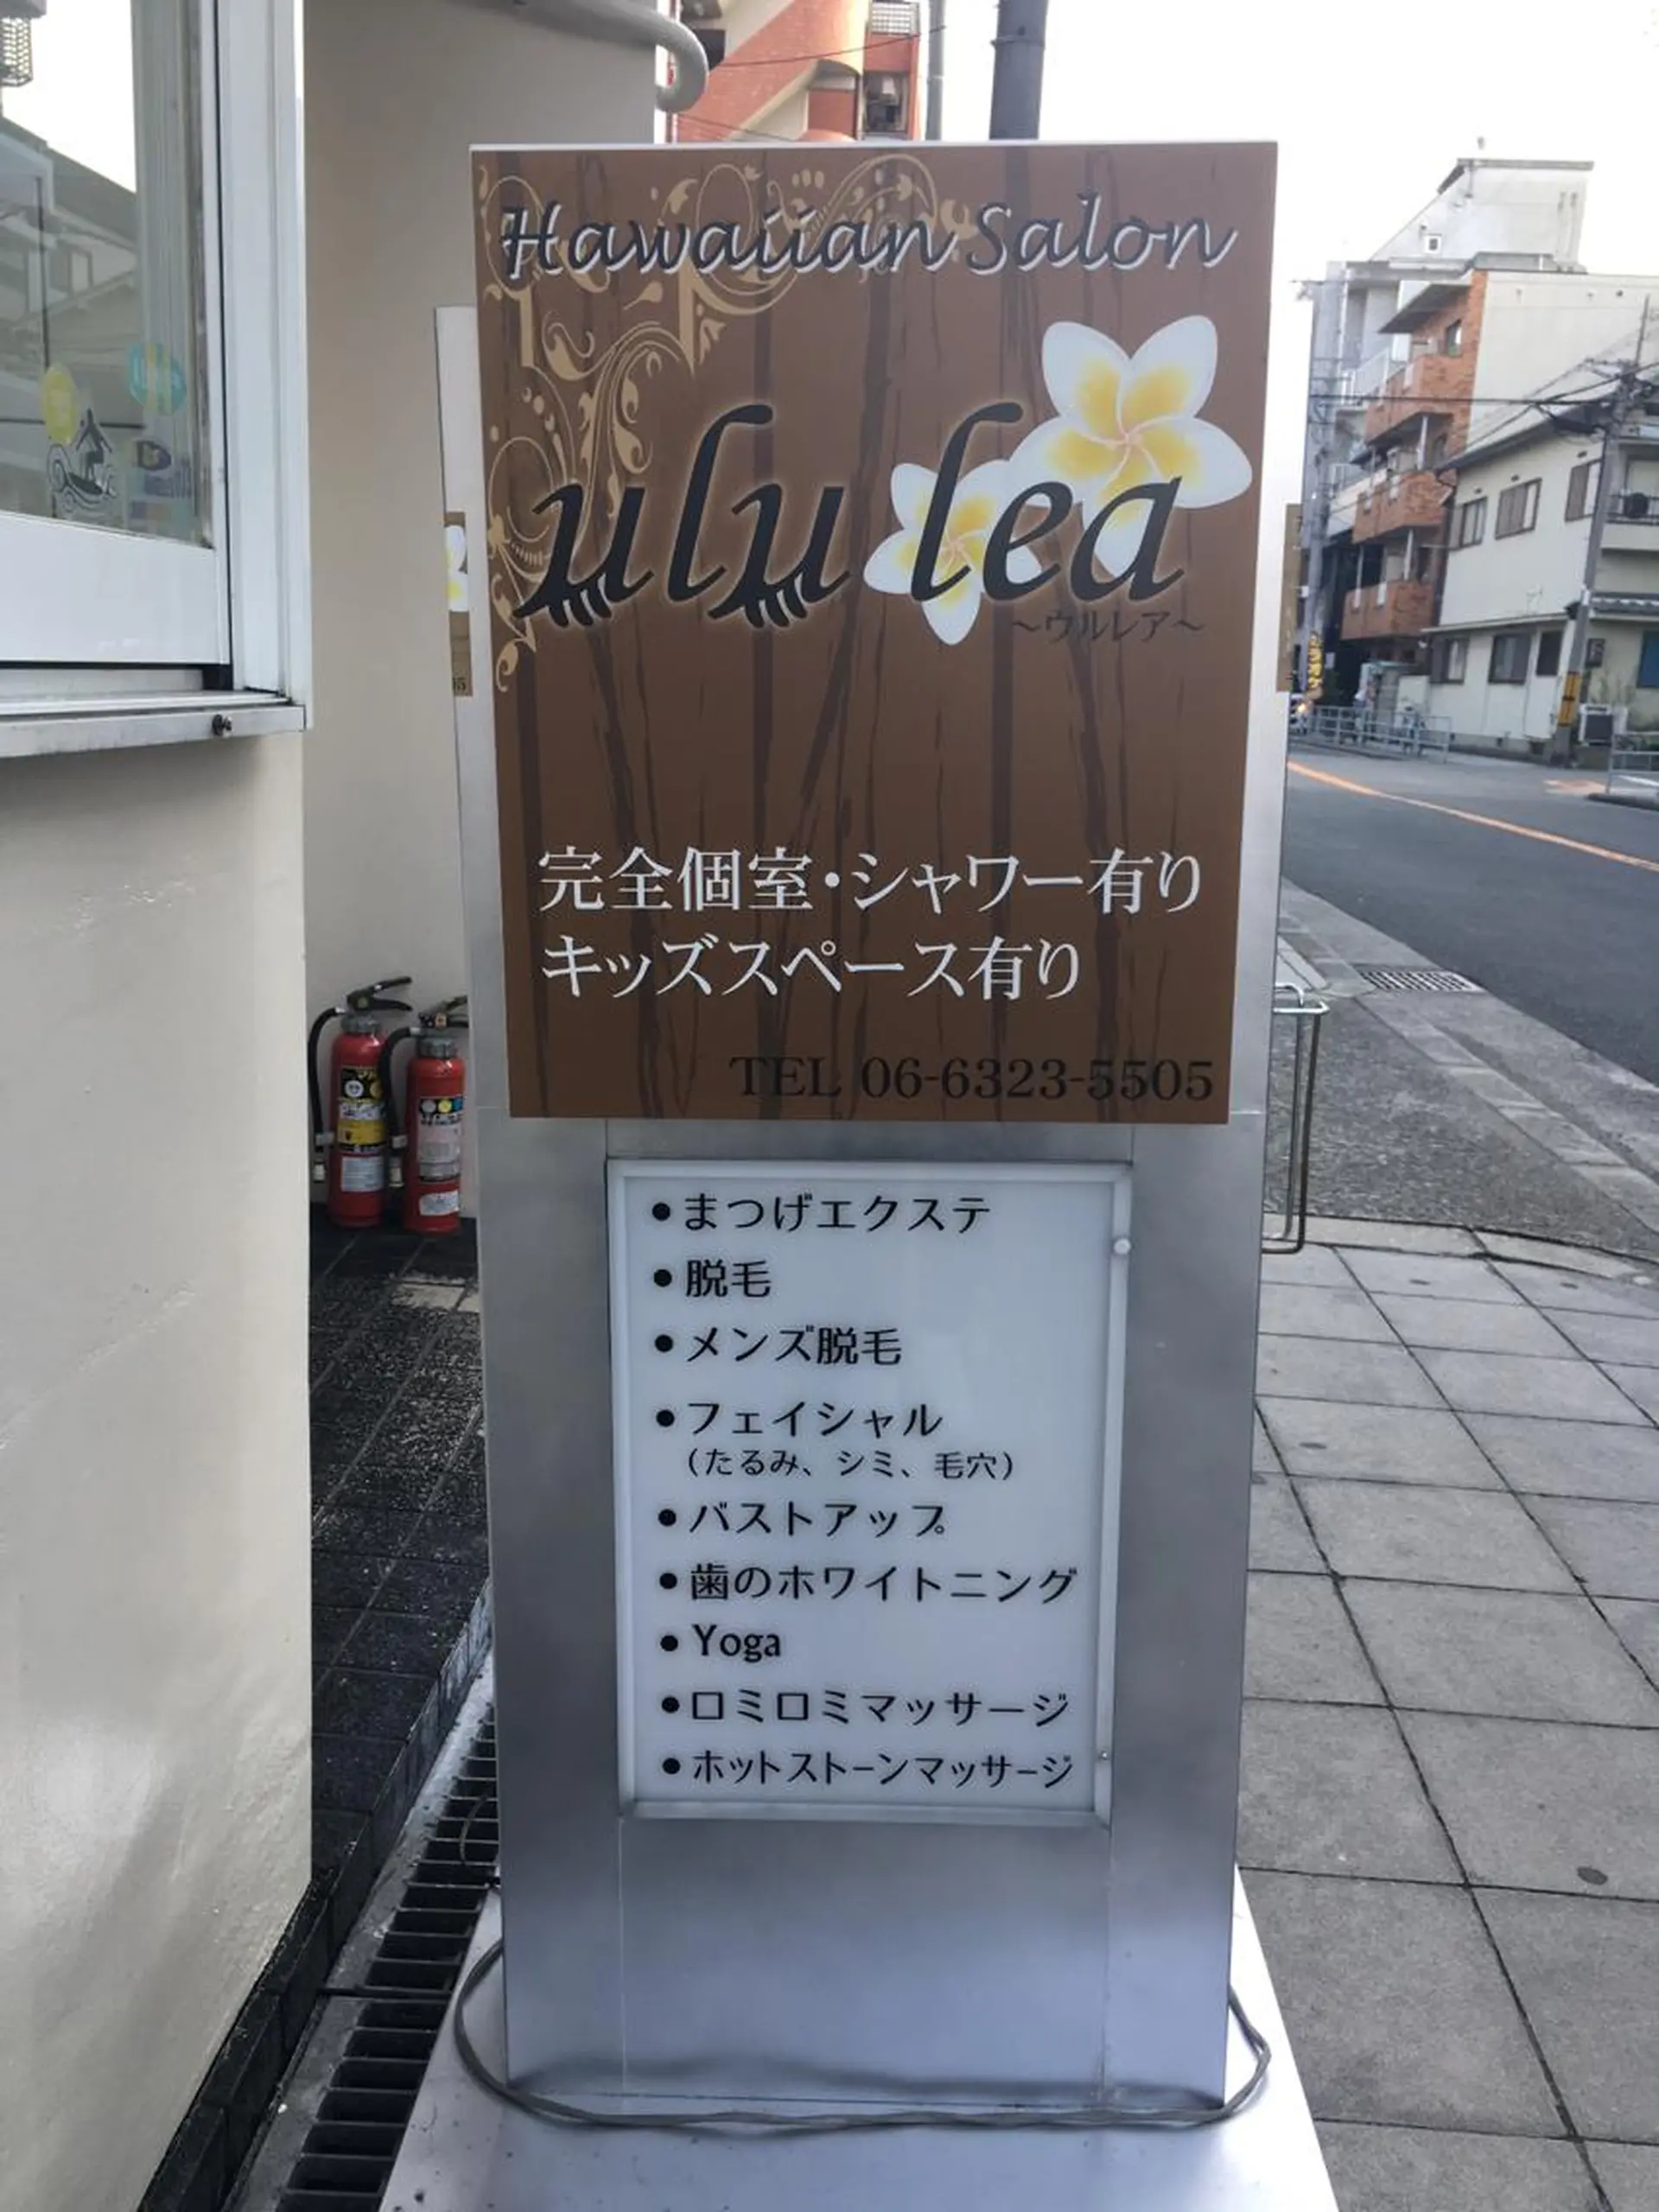 Hawaiian Salon
ulu lea
～ウルレア～
完全個室・シャワー有り
キッズスペース有り
TEL 06-6323-5505
●まつげエクステ
●脱毛
●メンズ脱毛
●フェイシャル
（たるみ、シミ、毛穴）
●バストアップ
●歯のホワイトニング
●Yoga
●ロミロミマッサージ
●ホットストーンマッサージ